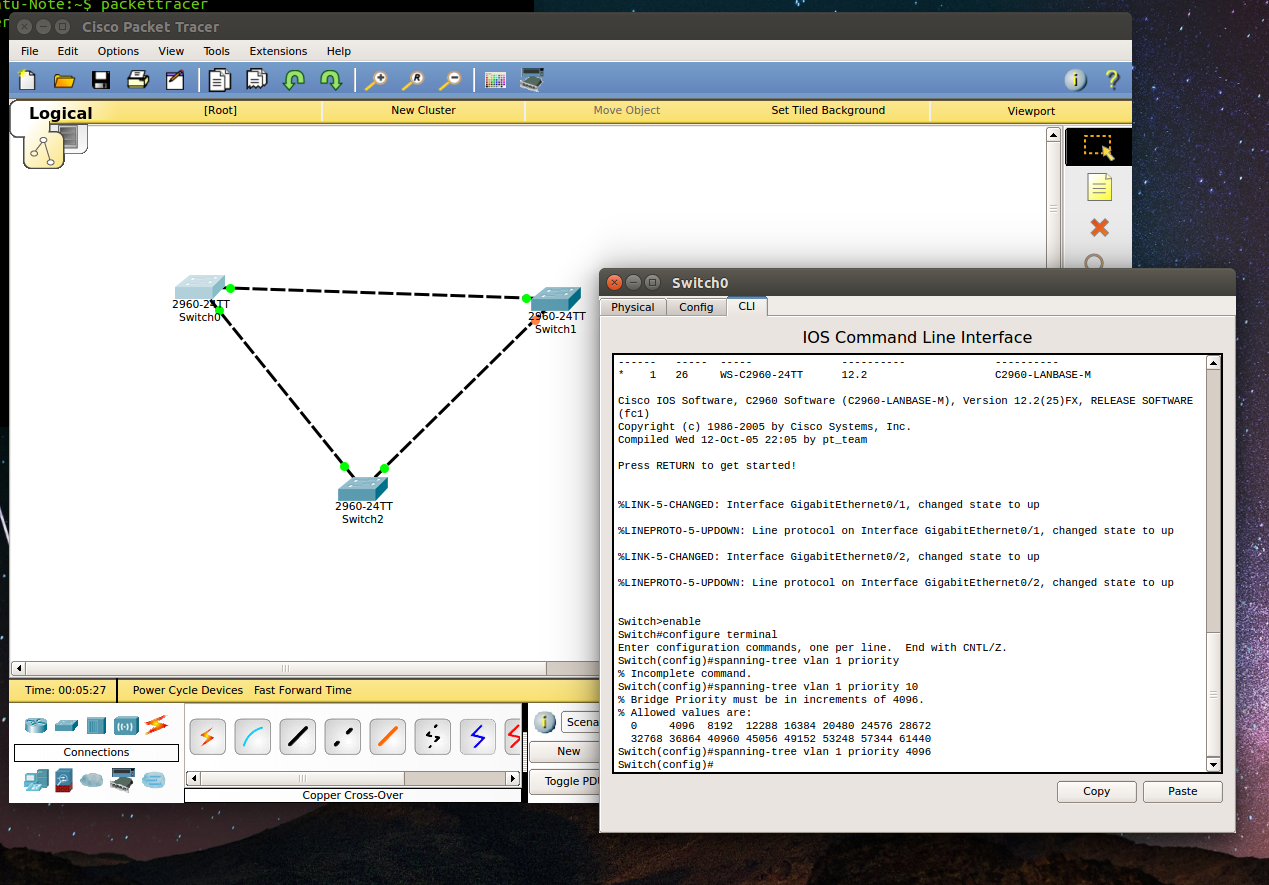 tu-Note:~$ packettracer
Cisco Packet Tracer
File Edit Options View Tools Extensions Help
Logical
[Root] New Cluster Move Object Set Tiled Background Viewport
2960-24TT
Switch0
2960-24TT
Switch1
2960-24TT
Switch2
Time: 00:05:27 Power Cycle Devices Fast Forward Time
Connections
Copper Cross-Over
Scena
New
Toggle PDU
Switch0
Physical Config CLI
IOS Command Line Interface
------ ----- ----- ---------- ----------
* 1 26 WS-C2960-24TT 12.2 C2960-LANBASE-M
Cisco IOS Software, C2960 Software (C2960-LANBASE-M), Version 12.2(25)FX, RELEASE SOFTWARE
(fc1)
Copyright (c) 1986-2005 by Cisco Systems, Inc.
Compiled Wed 12-Oct-05 22:05 by pt_team
Press RETURN to get started!
%LINK-5-CHANGED: Interface GigabitEthernet0/1, changed state to up
%LINEPROTO-5-UPDOWN: Line protocol on Interface GigabitEthernet0/1, changed state to up
%LINK-5-CHANGED: Interface GigabitEthernet0/2, changed state to up
%LINEPROTO-5-UPDOWN: Line protocol on Interface GigabitEthernet0/2, changed state to up
Switch>enable
Switch#configure terminal
Enter configuration commands, one per line. End with CNTL/Z.
Switch(config)#spanning-tree vlan 1 priority
% Incomplete command.
Switch(config)#spanning-tree vlan 1 priority 10
% Bridge Priority must be in increments of 4096.
% Allowed values are:
0 4096 8192 12288 16384 20480 24576 28672
32768 36864 40960 45056 49152 53248 57344 61440
Switch(config)#spanning-tree vlan 1 priority 4096
Switch(config)#
Copy Paste